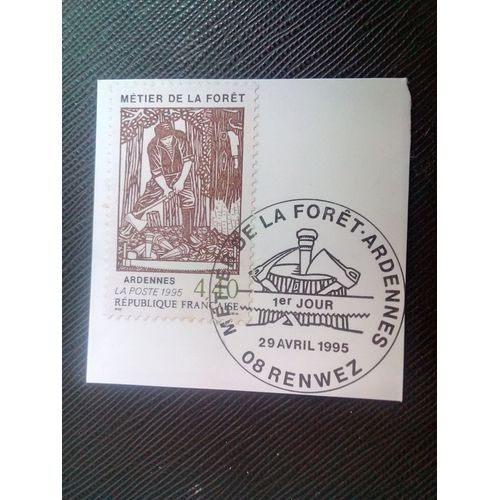 MÉTIER DE LA FORÊT
ARDENNES
LA POSTE 1995
4,40
RÉPUBLIQUE FRANÇAISE
MÉTIER DE LA FORÊT·ARDENNES
1er JOUR
29 AVRIL 1995
08 RENWEZ